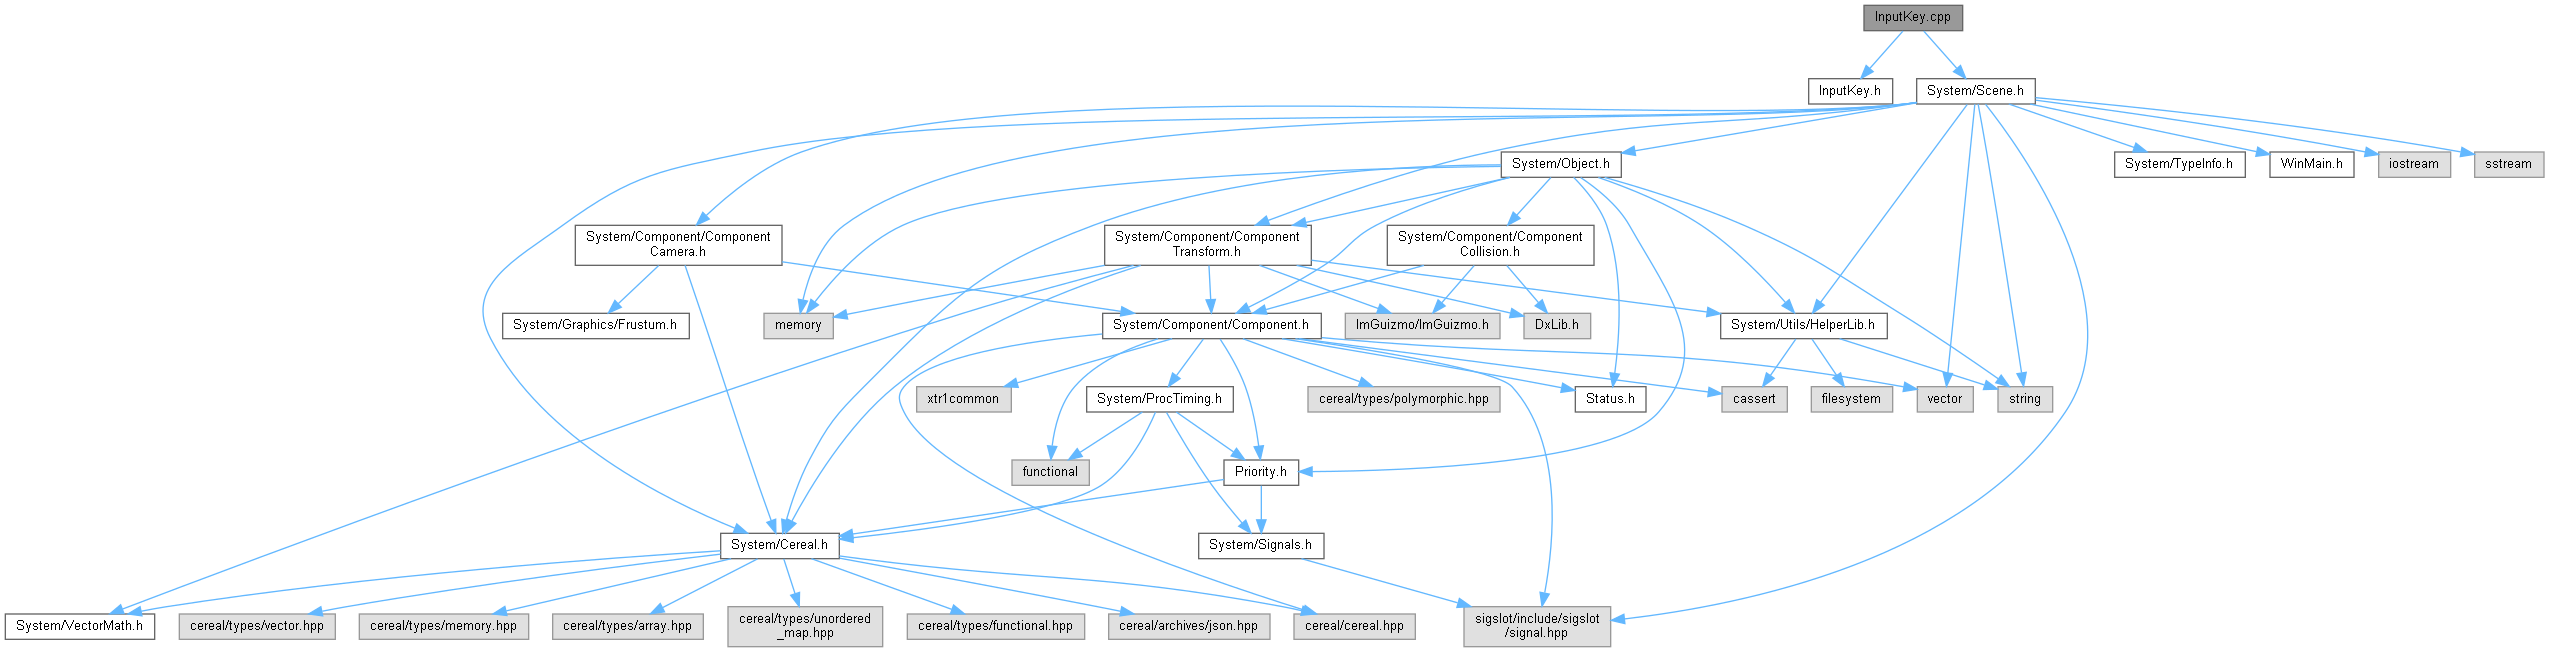 InputKey.cpp
InputKey.h
System/Scene.h
System/Object.h
System/TypeInfo.h
WinMain.h
iostream
sstream
System/Component/Component
Camera.h
System/Component/Component
Transform.h
System/Component/Component
Collision.h
System/Graphics/Frustum.h
memory
System/Component/Component.h
ImGuizmo/ImGuizmo.h
DxLib.h
System/Utils/HelperLib.h
xtr1common
System/ProcTiming.h
cereal/types/polymorphic.hpp
Status.h
cassert
filesystem
vector
string
functional
Priority.h
System/Cereal.h
System/Signals.h
System/VectorMath.h
cereal/types/vector.hpp
cereal/types/memory.hpp
cereal/types/array.hpp
cereal/types/unordered
_map.hpp
cereal/types/functional.hpp
cereal/archives/json.hpp
cereal/cereal.hpp
sigslot/include/sigslot
/signal.hpp